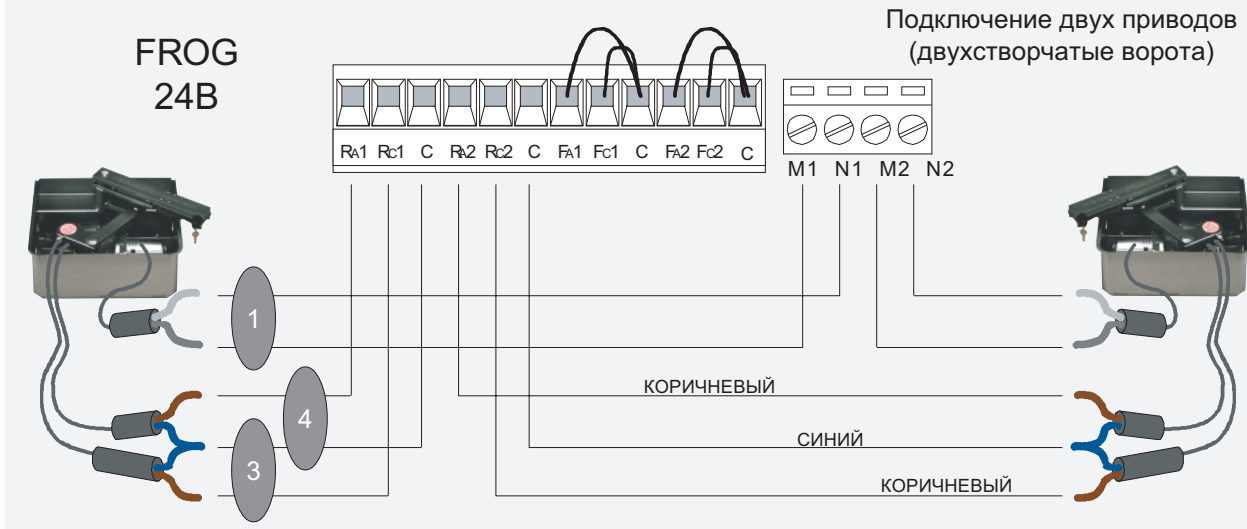 FROG
24В
Подключение двух приводов
(двухстворчатые ворота)
RA1 RC1 C RA2 RC2 C FA1 FC1 C FA2 FC2 C
M1 N1 M2 N2
1
4
3
КОРИЧНЕВЫЙ
СИНИЙ
КОРИЧНЕВЫЙ